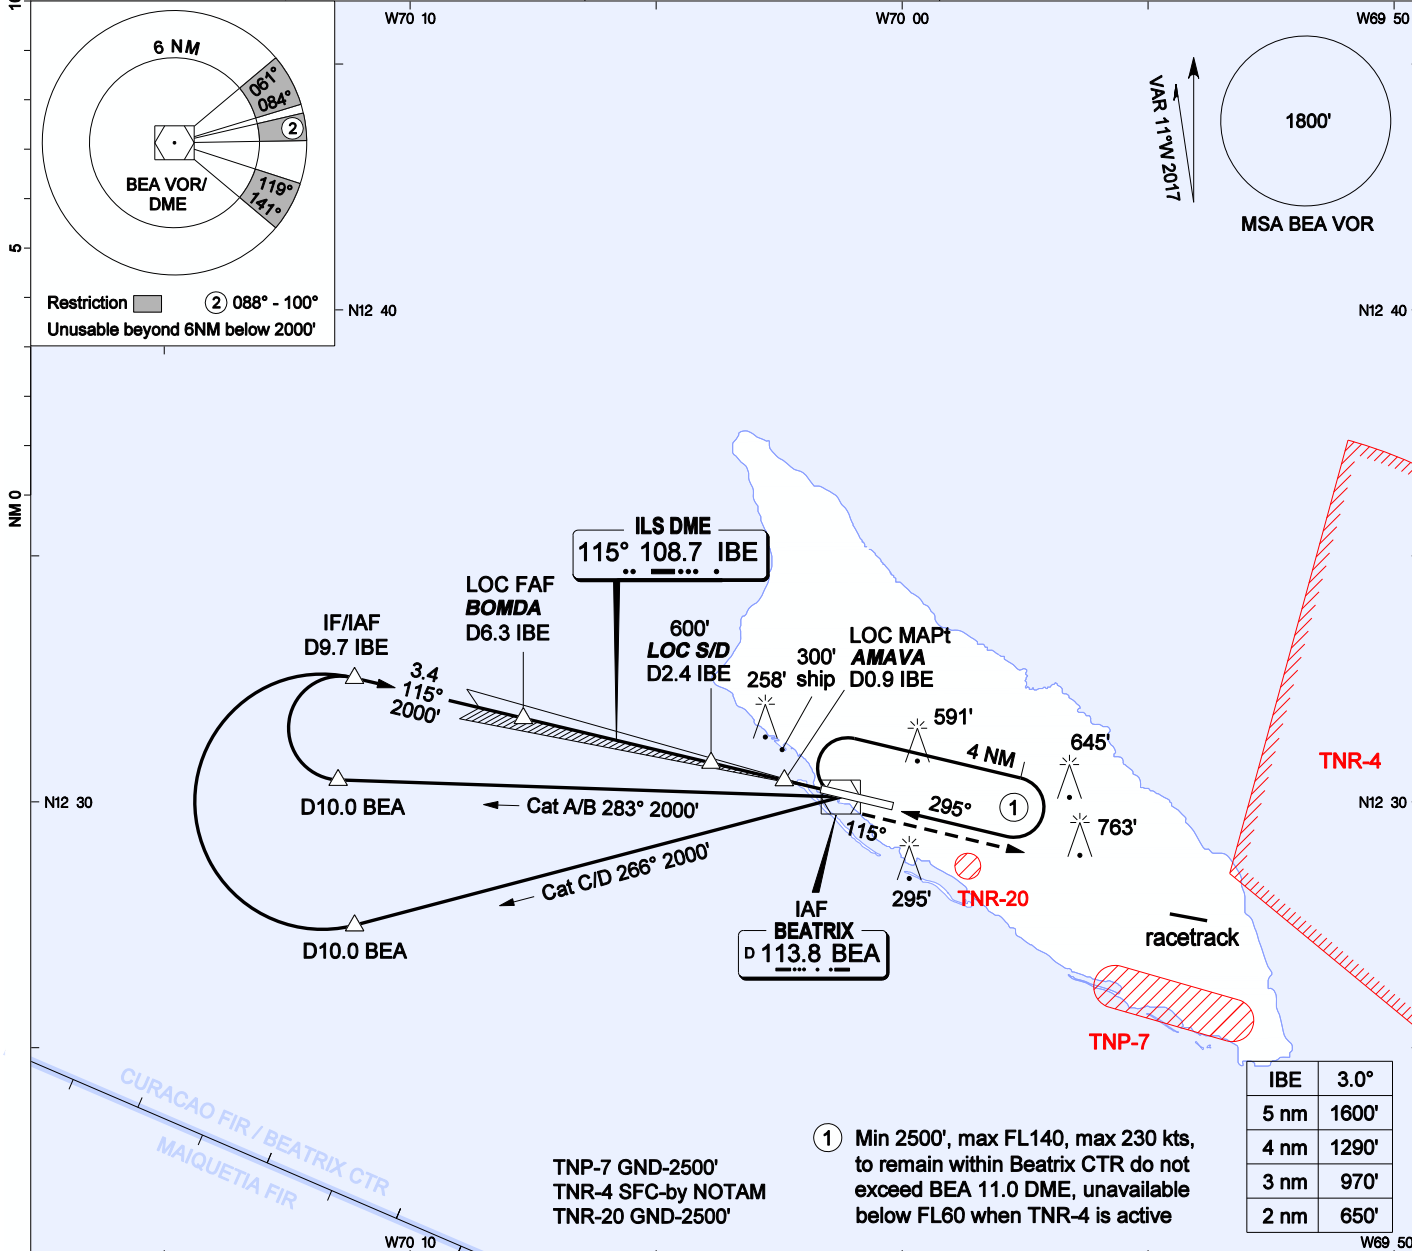 W70 10
W70 00
W69 50
10
6 NM
061°
084°
2
BEA VOR/
DME
119°
141°
Restriction
2 088° - 100°
Unusable beyond 6NM below 2000'
5
NM 0
VAR 11°W 2017
1800'
MSA BEA VOR
N12 40
N12 40
ILS DME
115° 108.7 IBE
LOC FAF
BOMDA
D6.3 IBE
IF/IAF
D9.7 IBE
3.4
115°
2000'
600'
LOC S/D
D2.4 IBE
258'
300'
ship
LOC MAPt
AMAVA
D0.9 IBE
591'
4 NM
645'
TNR-4
N12 30
D10.0 BEA
Cat A/B 283° 2000'
295°
1
N12 30
115°
763'
Cat C/D 266° 2000'
295'
TNR-20
IAF
BEATRIX
D 113.8 BEA
D10.0 BEA
racetrack
TNP-7
CURACAO FIR / BEATRIX CTR
MAIQUETIA FIR
TNP-7 GND-2500'
TNR-4 SFC-by NOTAM
TNR-20 GND-2500'
1 Min 2500', max FL140, max 230 kts,
to remain within Beatrix CTR do not
exceed BEA 11.0 DME, unavailable
below FL60 when TNR-4 is active
IBE 3.0°
5 nm 1600'
4 nm 1290'
3 nm 970'
2 nm 650'
W70 10
W69 50